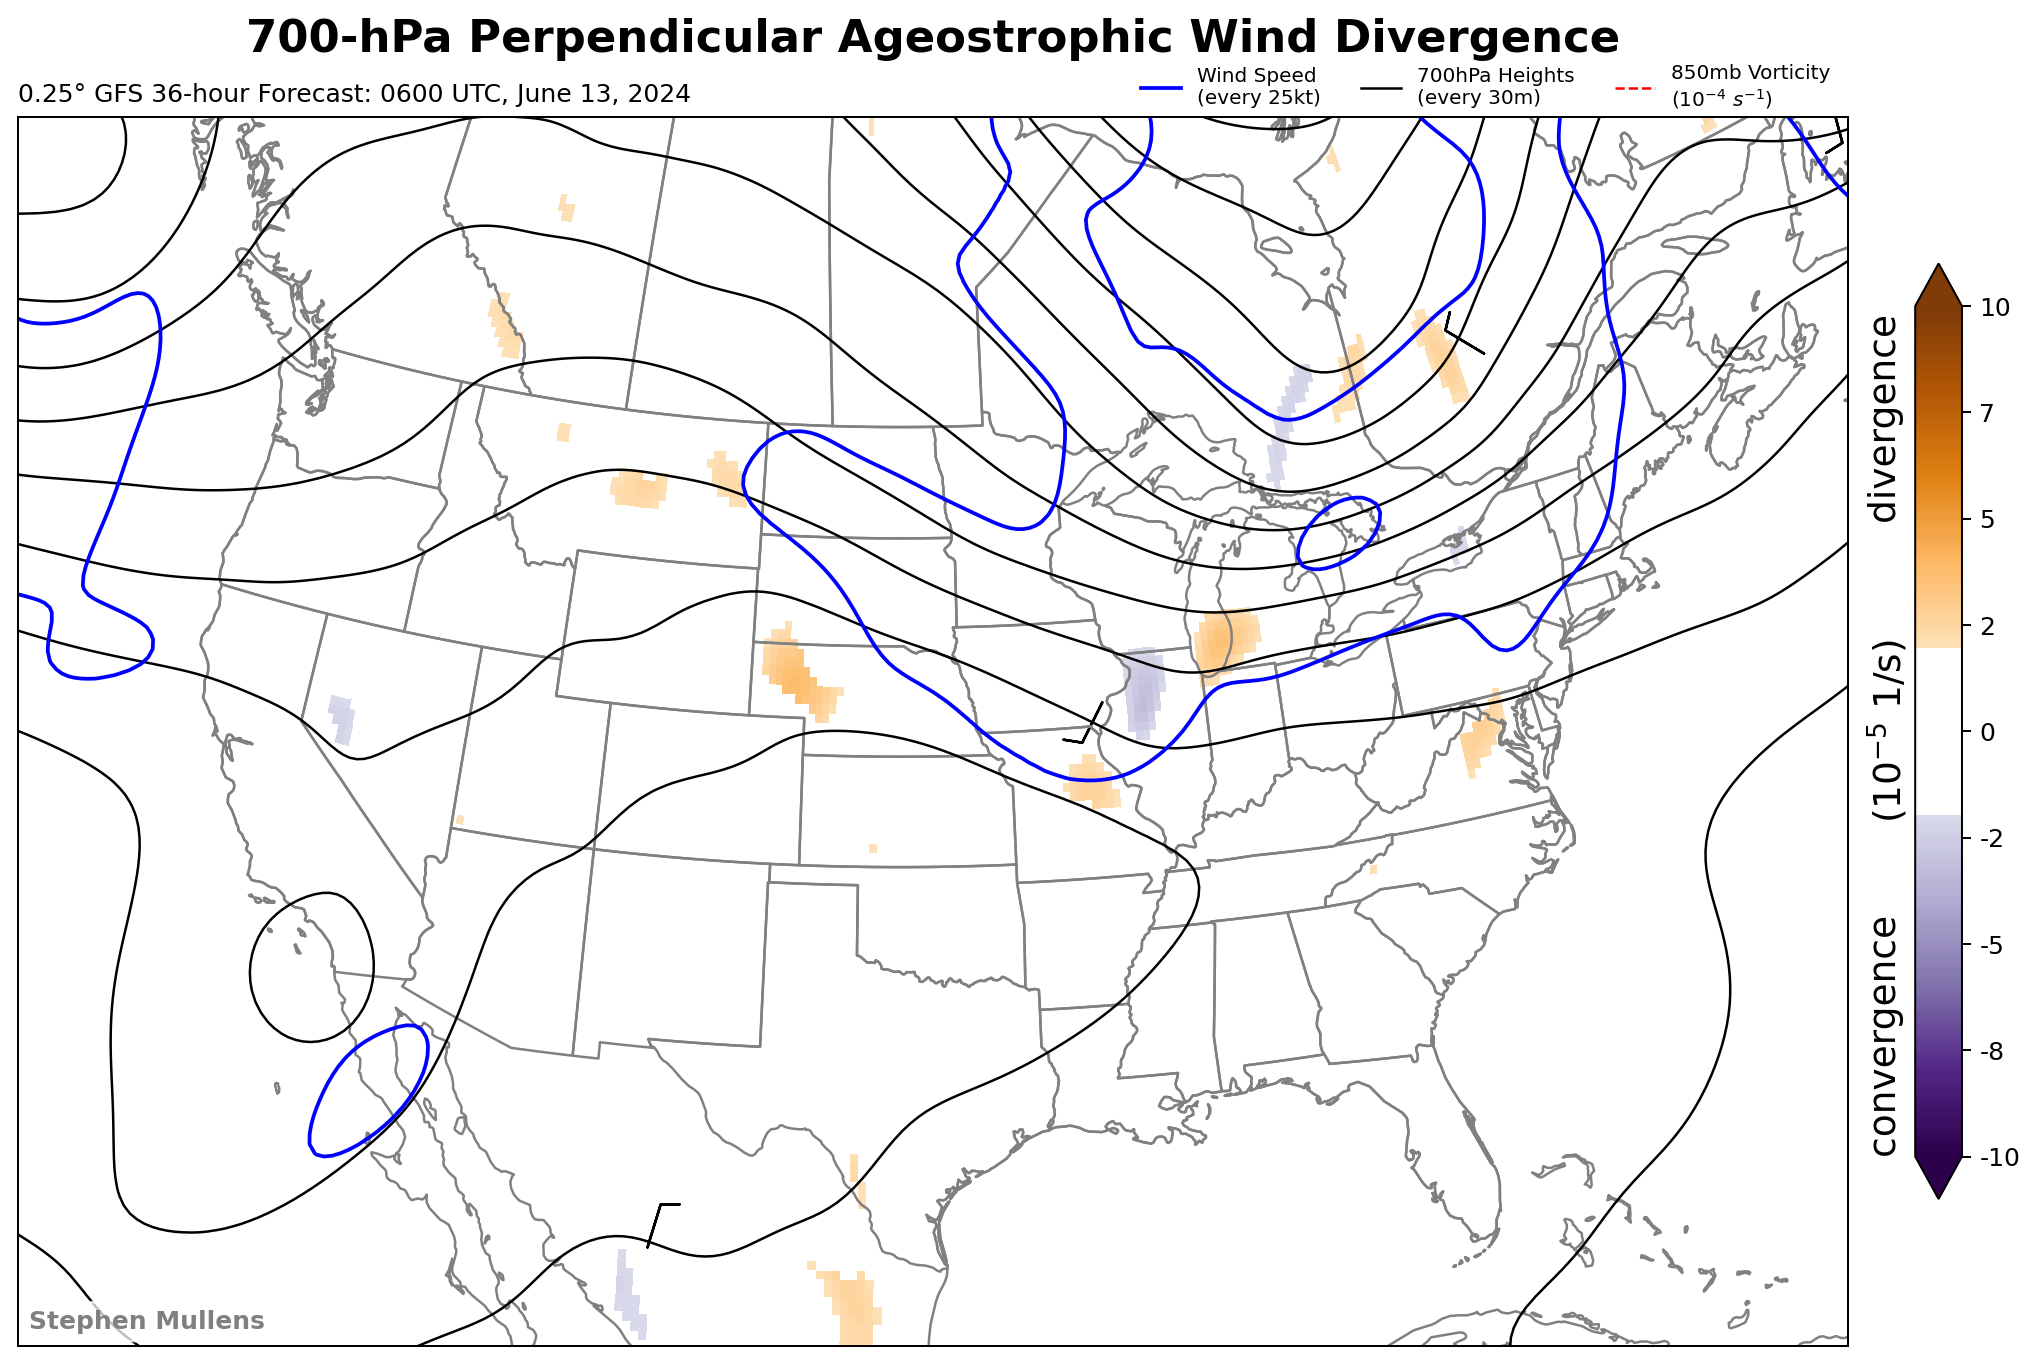 700-hPa Perpendicular Ageostrophic Wind Divergence
0.25° GFS 36-hour Forecast: 0600 UTC, June 13, 2024
Wind Speed
(every 25kt)
700hPa Heights
(every 30m)
850mb Vorticity
(10⁻⁴ s⁻¹)
10
7
5
2
0
-2
-5
-8
-10
convergence (10⁻⁵ 1/s) divergence
Stephen Mullens